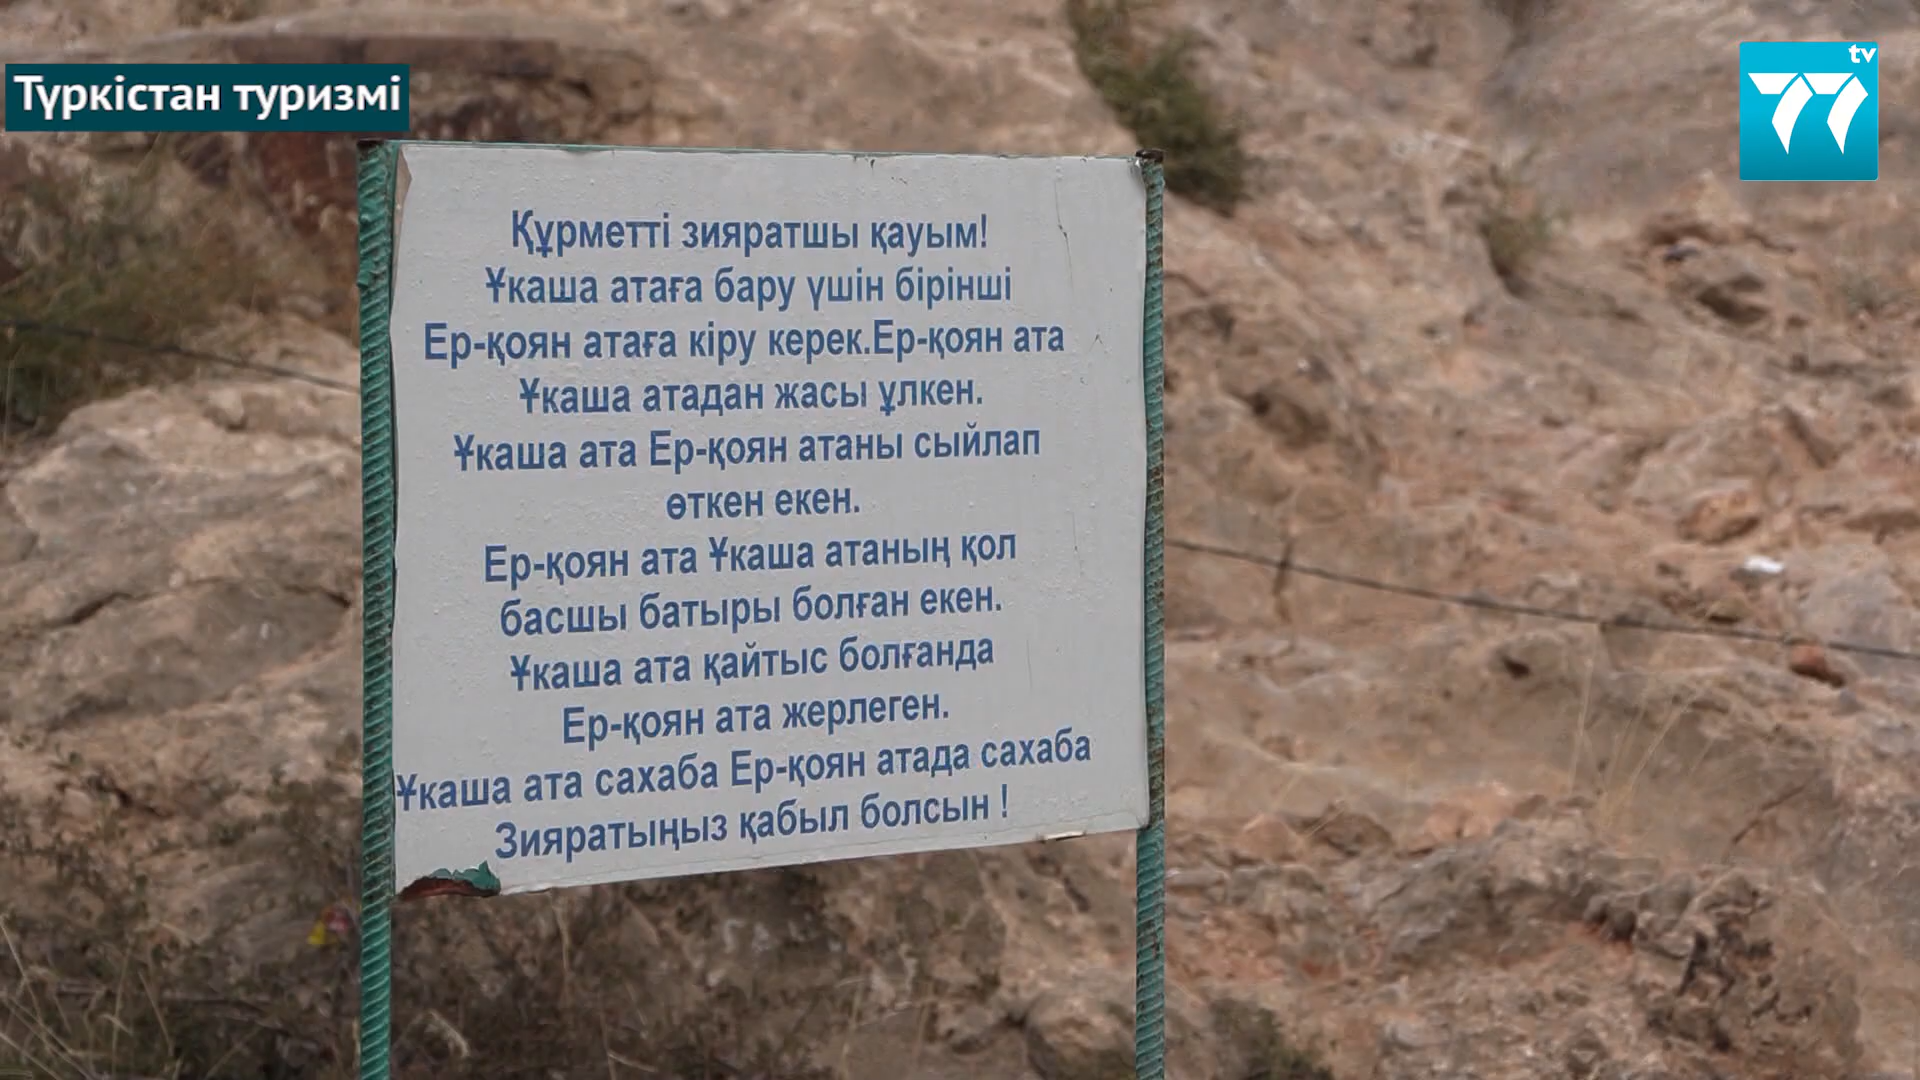 Түркістан туризмі
tv
77
Құрметті зияратшы қауым!
Ұкаша атаға бару үшін бірінші
Ер-қоян атаға кіру керек.Ер-қоян ата
Ұкаша атадан жасы ұлкен.
Ұкаша ата Ер-қоян атаны сыйлап
өткен екен.
Ер-қоян ата Ұкаша атаның қол
басшы батыры болған екен.
Ұкаша ата қайтыс болғанда
Ер-қоян ата жерлеген.
Ұкаша ата сахаба Ер-қоян атада сахаба
Зияратыңыз қабыл болсын !